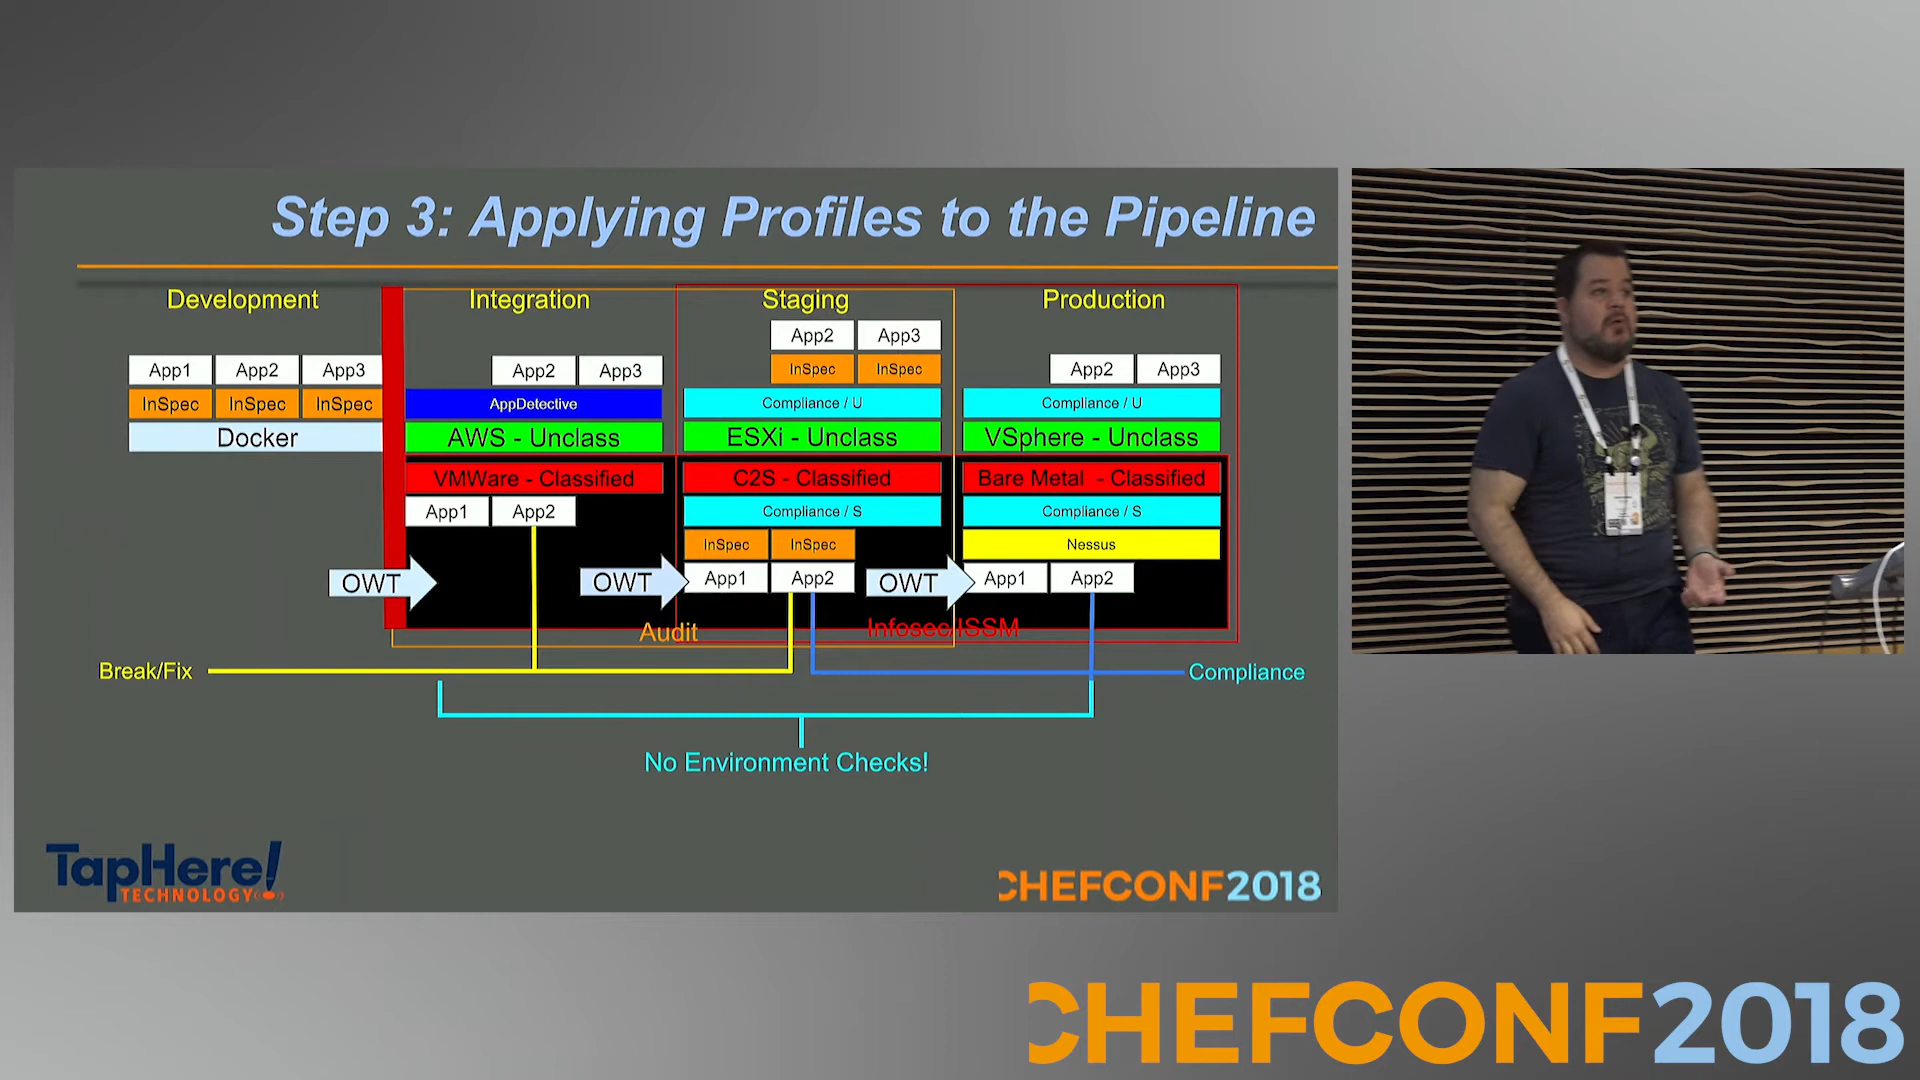 Step 3: Applying Profiles to the Pipeline
Development
Integration
Staging
Production
App2 App3
App1 App2 App3
App2 App3
InSpec InSpec
App2 App3
InSpec InSpec InSpec
AppDetective
Compliance / U
Compliance / U
Docker
AWS - Unclass
ESXi - Unclass
VSphere - Unclass
VMWare - Classified
C2S - Classified
Bare Metal - Classified
App1 App2
Compliance / S
Compliance / S
InSpec InSpec
Nessus
OWT
OWT
App1 App2
OWT
App1 App2
Audit
Infosec/ISSM
Break/Fix
Compliance
No Environment Checks!
TapHere!
TECHNOLOGY
CHEFCONF2018
CHEFCONF2018